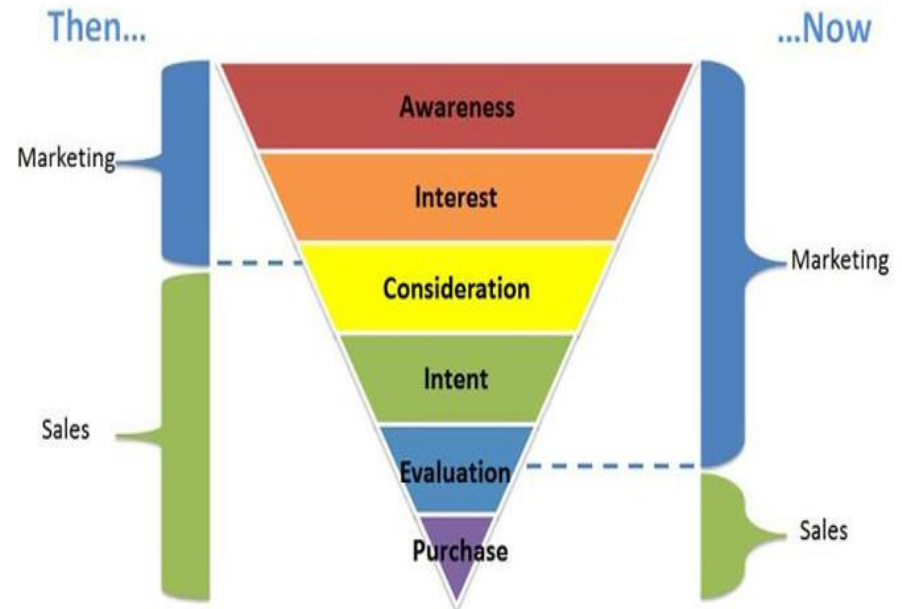 Then...
...Now
Awareness
Marketing
Interest
Marketing
Consideration
Intent
Sales
Evaluation
Sales
Purchase